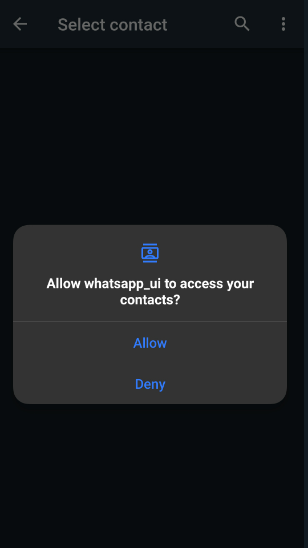 Select contact
Allow whatsapp_ui to access your
contacts?
Allow
Deny